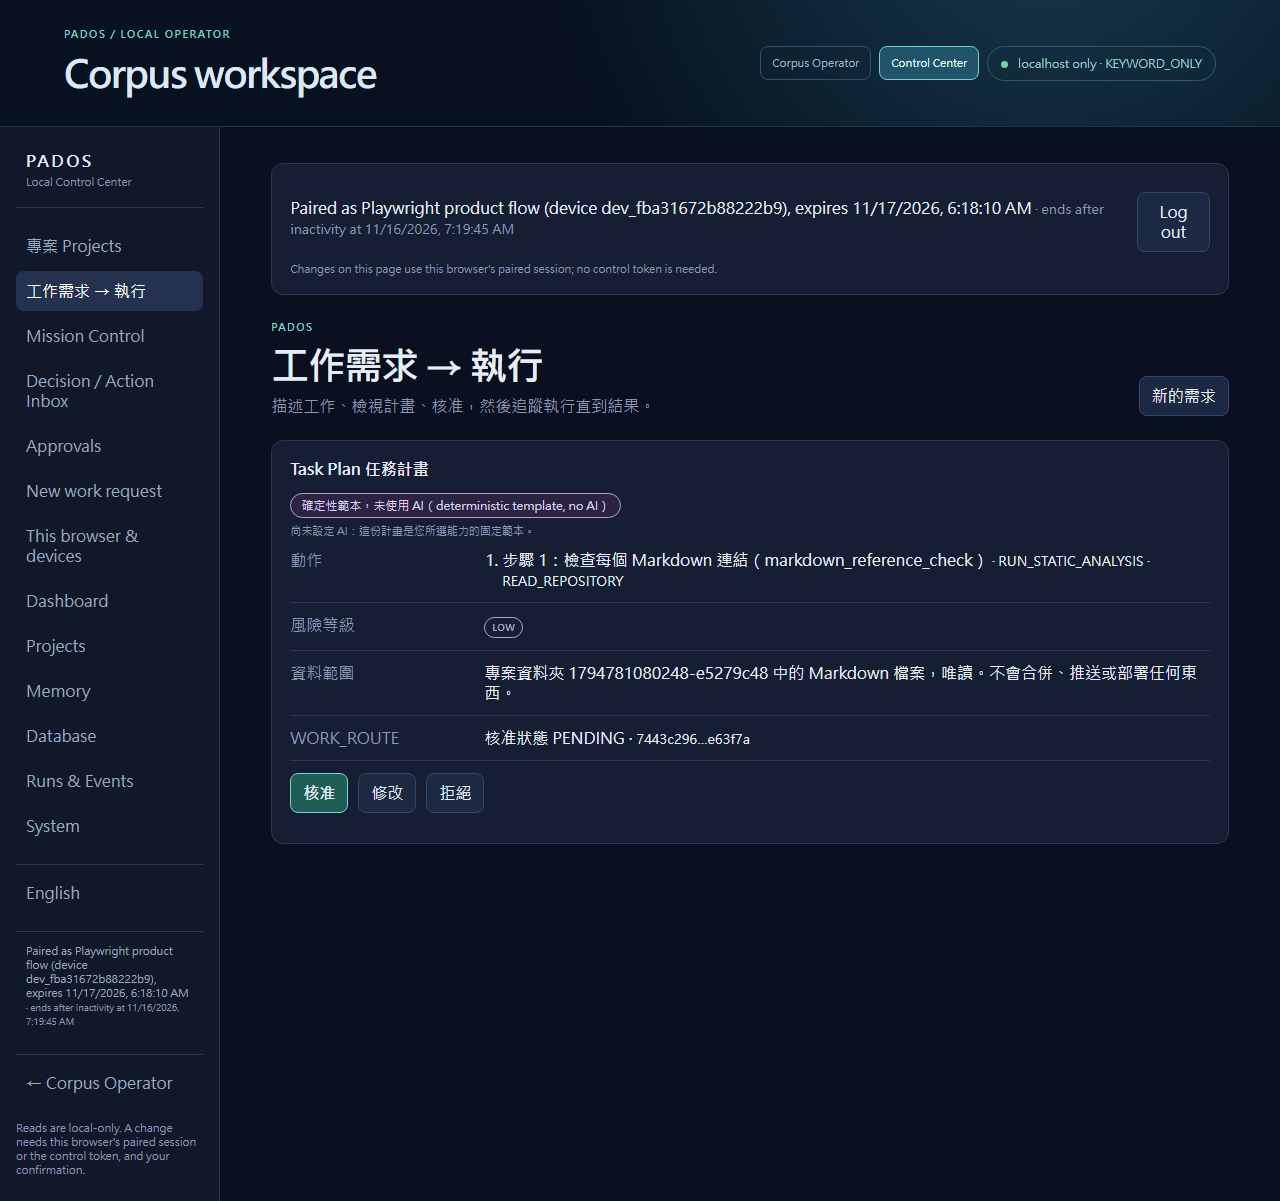 PADOS / LOCAL OPERATOR
Corpus workspace
Corpus Operator
Control Center
localhost only · KEYWORD_ONLY
PADOS
Local Control Center
專案 Projects
工作需求 → 執行
Mission Control
Decision / Action
Inbox
Approvals
New work request
This browser &
devices
Dashboard
Projects
Memory
Database
Runs & Events
System
English
Paired as Playwright product
flow (device
dev_fba31672b88222b9),
expires 11/17/2026, 6:18:10 AM
· ends after inactivity at 11/16/2026,
7:19:45 AM
← Corpus Operator
Reads are local-only. A change
needs this browser's paired session
or the control token, and your
confirmation.
Paired as Playwright product flow (device dev_fba31672b88222b9), expires 11/17/2026, 6:18:10 AM · ends after
inactivity at 11/16/2026, 7:19:45 AM
Log
out
Changes on this page use this browser's paired session; no control token is needed.
PADOS
工作需求 → 執行
描述工作、檢視計畫、核准，然後追蹤執行直到結果。
新的需求
Task Plan 任務計畫
確定性範本，未使用 AI（deterministic template, no AI）
尚未設定 AI：這份計畫是您所選能力的固定範本。
動作
1. 步驟 1：檢查每個 Markdown 連結（markdown_reference_check） · RUN_STATIC_ANALYSIS ·
READ_REPOSITORY
風險等級
LOW
資料範圍
專案資料夾 1794781080248-e5279c48 中的 Markdown 檔案，唯讀。不會合併、推送或部署任何東
西。
WORK_ROUTE
核准狀態 PENDING · 7443c296…e63f7a
核准
修改
拒絕